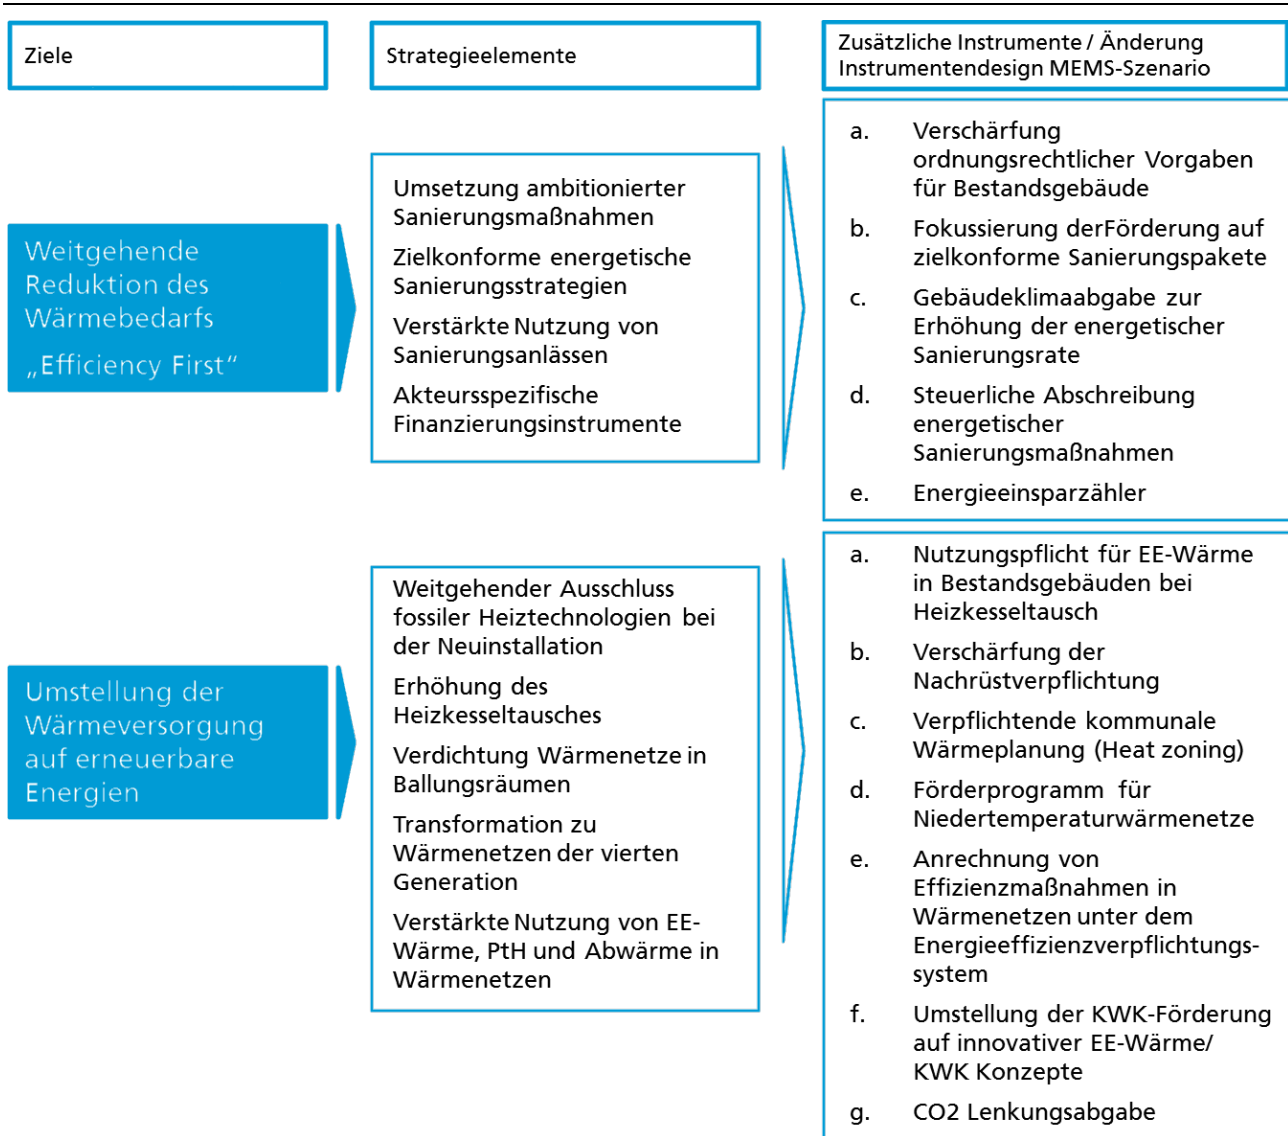 Ziele
Strategieelemente
Zusätzliche Instrumente / Änderung
Instrumentendesign MEMS-Szenario
Weitgehende
Reduktion des
Wärmebedarfs
„Efficiency First“
Umsetzung ambitionierter
Sanierungsmaßnahmen
Zielkonforme energetische
Sanierungsstrategien
Verstärkte Nutzung von
Sanierungsanlässen
Akteursspezifische
Finanzierungsinstrumente
a. Verschärfung
ordnungsrechtlicher Vorgaben
für Bestandsgebäude
b. Fokussierung derFörderung auf
zielkonforme Sanierungspakete
c. Gebäudeklimaabgabe zur
Erhöhung der energetischer
Sanierungsrate
d. Steuerliche Abschreibung
energetischer
Sanierungsmaßnahmen
e. Energieeinsparzähler
Umstellung der
Wärmeversorgung
auf erneuerbare
Energien
Weitgehender Ausschluss
fossiler Heiztechnologien bei
der Neuinstallation
Erhöhung des
Heizkesseltausches
Verdichtung Wärmenetze in
Ballungsräumen
Transformation zu
Wärmenetzen der vierten
Generation
Verstärkte Nutzung von EE-
Wärme, PtH und Abwärme in
Wärmenetzen
a. Nutzungspflicht für EE-Wärme
in Bestandsgebäuden bei
Heizkesseltausch
b. Verschärfung der
Nachrüstverpflichtung
c. Verpflichtende kommunale
Wärmeplanung (Heat zoning)
d. Förderprogramm für
Niedertemperaturwärmenetze
e. Anrechnung von
Effizienzmaßnahmen in
Wärmenetzen unter dem
Energieeffizienzverpflichtungs-
system
f. Umstellung der KWK-Förderung
auf innovativer EE-Wärme/
KWK Konzepte
g. CO2 Lenkungsabgabe